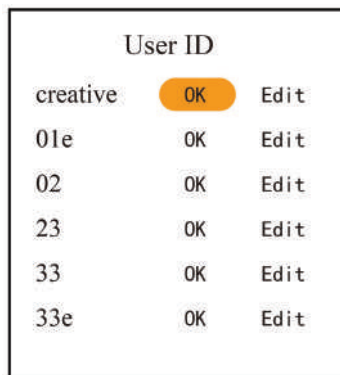 User ID
creative OK Edit
01e OK Edit
02 OK Edit
23 OK Edit
33 OK Edit
33e OK Edit